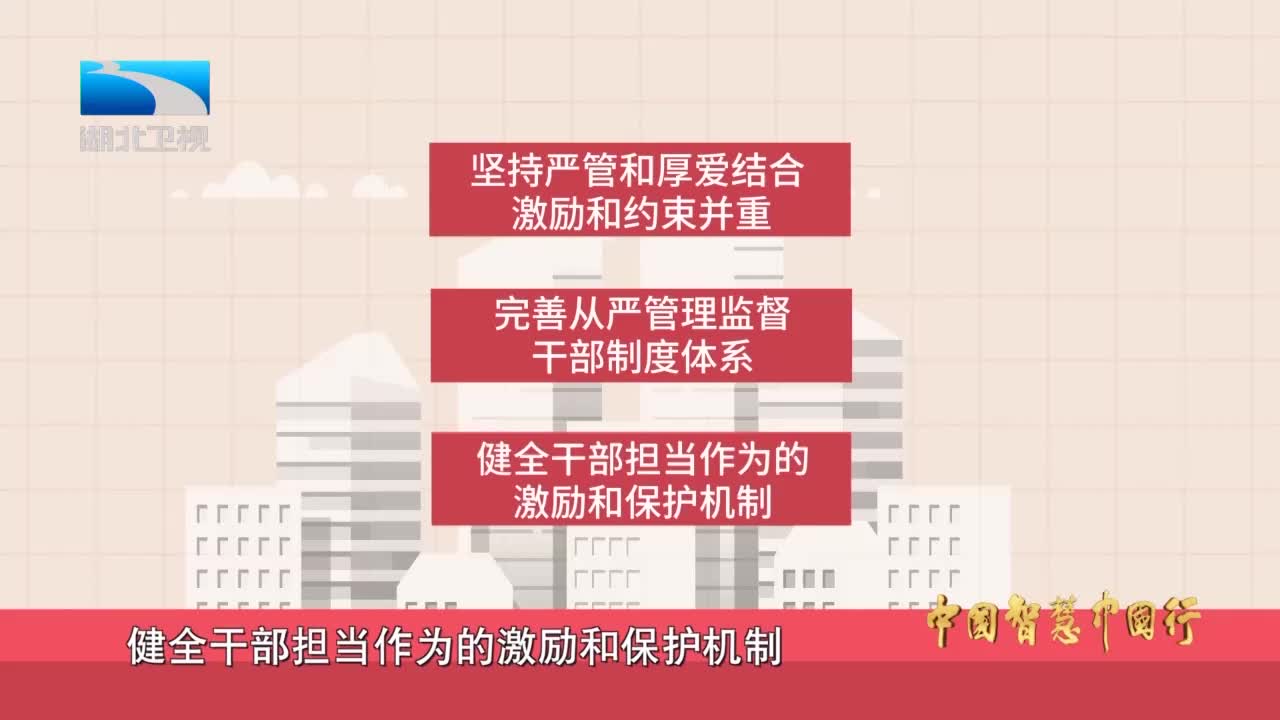 湖北卫视
坚持严管和厚爱结合
激励和约束并重
完善从严管理监督
干部制度体系
健全干部担当作为的
激励和保护机制
中国智慧中国行
健全干部担当作为的激励和保护机制